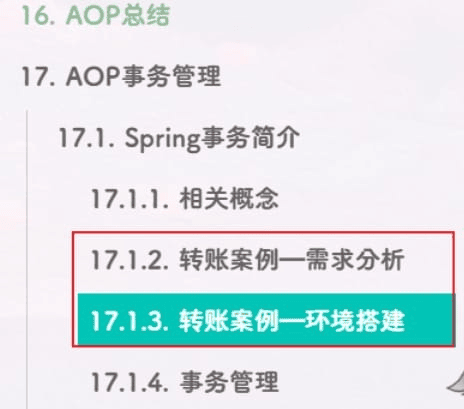 16. AOP总结
17. AOP事务管理
17.1. Spring事务简介
17.1.1. 相关概念
17.1.2. 转账案例—需求分析
17.1.3. 转账案例—环境搭建
17.1.4. 事务管理